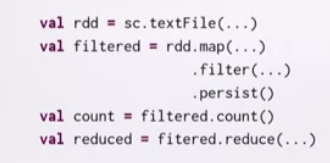 val rdd = sc.textFile(...)
val filtered = rdd.map(...)
.filter(...)
.persist()
val count = filtered.count()
val reduced = fitered.reduce(...)